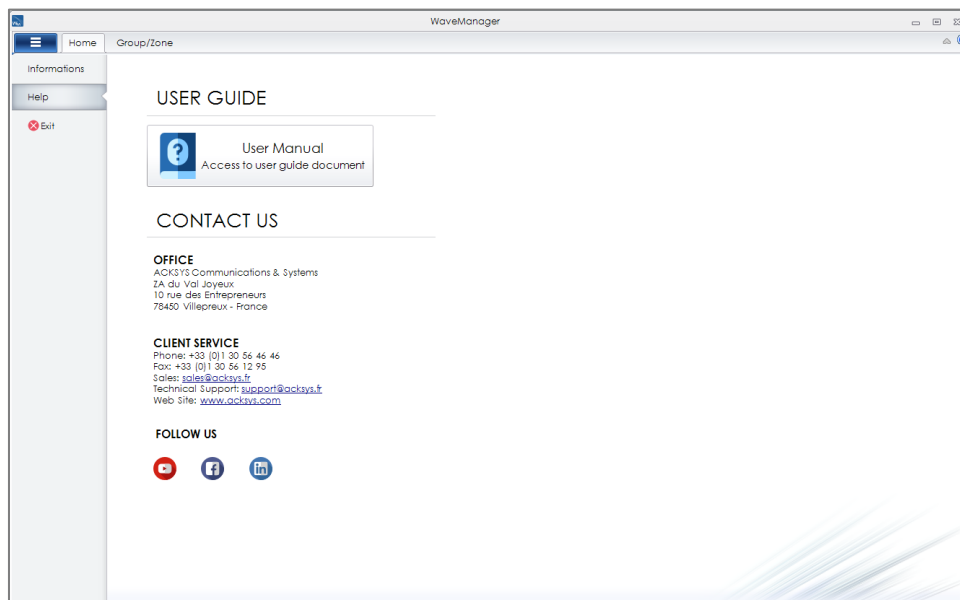 WaveManager
Home
Group/Zone
Informations
Help
Exit
USER GUIDE
User Manual
Access to user guide document
CONTACT US
OFFICE
ACKSYS Communications & Systems
ZA du Val Joyeux
10 rue des Entrepreneurs
78450 Villepreux - France
CLIENT SERVICE
Phone: +33 (0)1 30 56 46 46
Fax: +33 (0)1 30 56 12 95
Sales: sales@acksys.fr
Technical Support: support@acksys.fr
Web Site: www.acksys.com
FOLLOW US